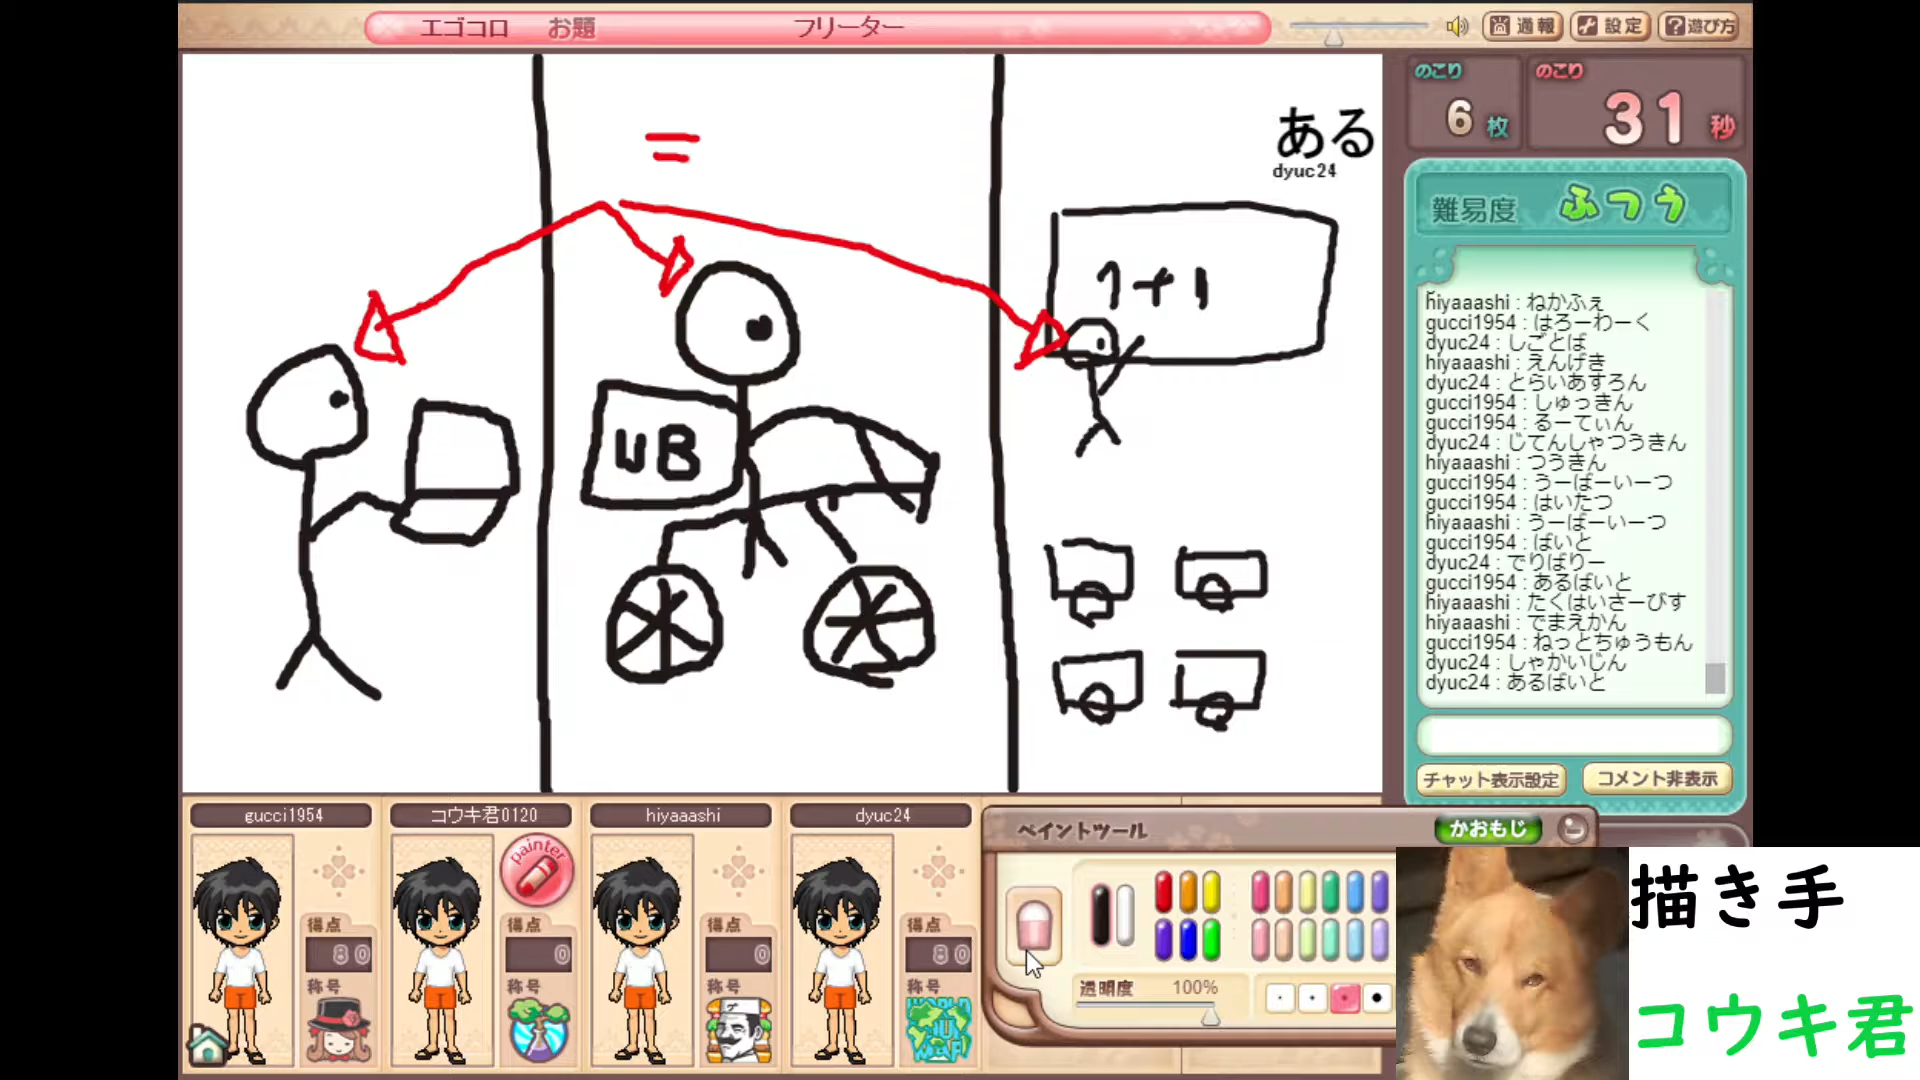 エゴコロ お題 フリーター
通報 設定 遊び方
のこり 6枚
のこり 31秒
難易度 ふつう
=
ある
dyuc24
1+1
UB
hiyaaashi : ねかふぇ
gucci1954 : はろーわーく
dyuc24 : しごとば
hiyaaashi : えんげき
dyuc24 : とらいあすろん
gucci1954 : しゅっきん
gucci1954 : るーてぃん
dyuc24 : じてんしゃつうきん
hiyaaashi : つうきん
gucci1954 : うーばーいーつ
gucci1954 : はいたつ
hiyaaashi : うーばーいーつ
gucci1954 : ばいと
dyuc24 : でりばりー
gucci1954 : あるばいと
hiyaaashi : たくはいさーびす
hiyaaashi : でまえかん
gucci1954 : ねっとちゅうもん
dyuc24 : しゃかいじん
dyuc24 : あるばいと
チャット表示設定 コメント非表示
gucci1954 コウキ君0120 hiyaaashi dyuc24
painter
得点 80 得点 0 得点 0 得点 80
称号 称号 称号 称号
ペイントツール かおもじ
透明度 100%
描き手
コウキ君